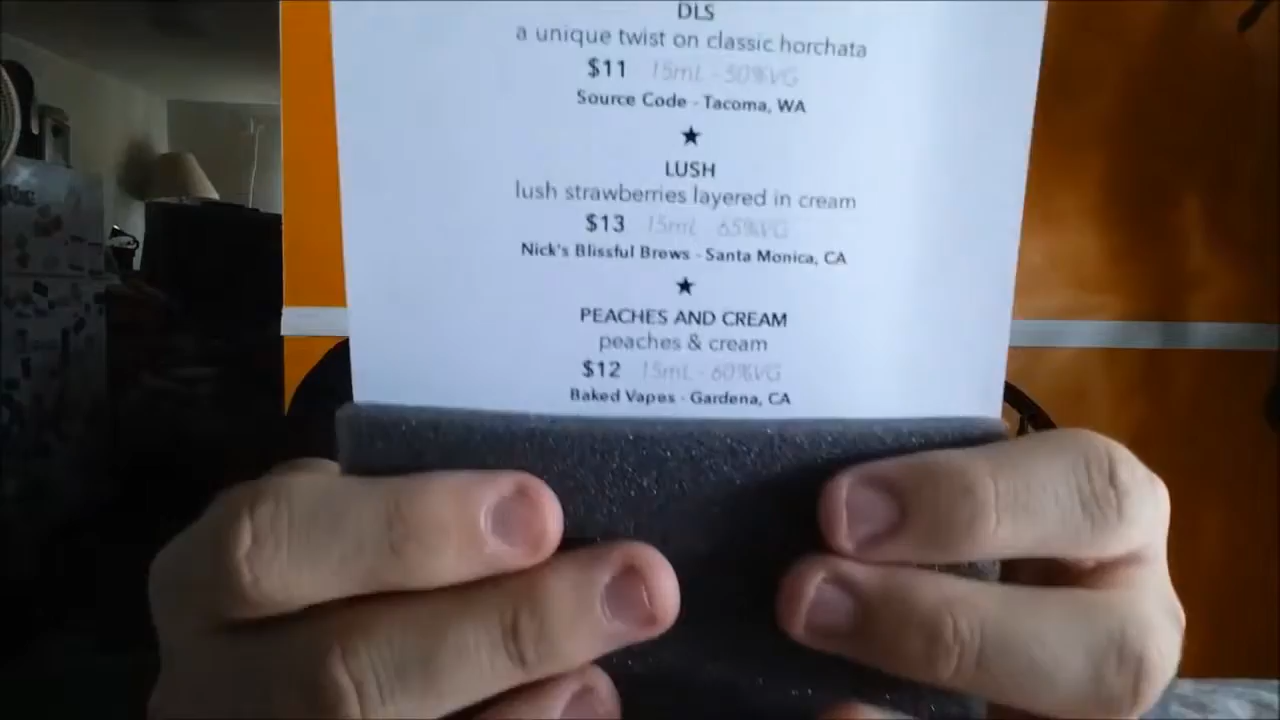 DLS
a unique twist on classic horchata
$11 15mL - 50%VG
Source Code - Tacoma, WA
★
LUSH
lush strawberries layered in cream
$13 15mL - 65%VG
Nick's Blissful Brews - Santa Monica, CA
★
PEACHES AND CREAM
peaches & cream
$12 15mL - 60%VG
Baked Vapes - Gardena, CA